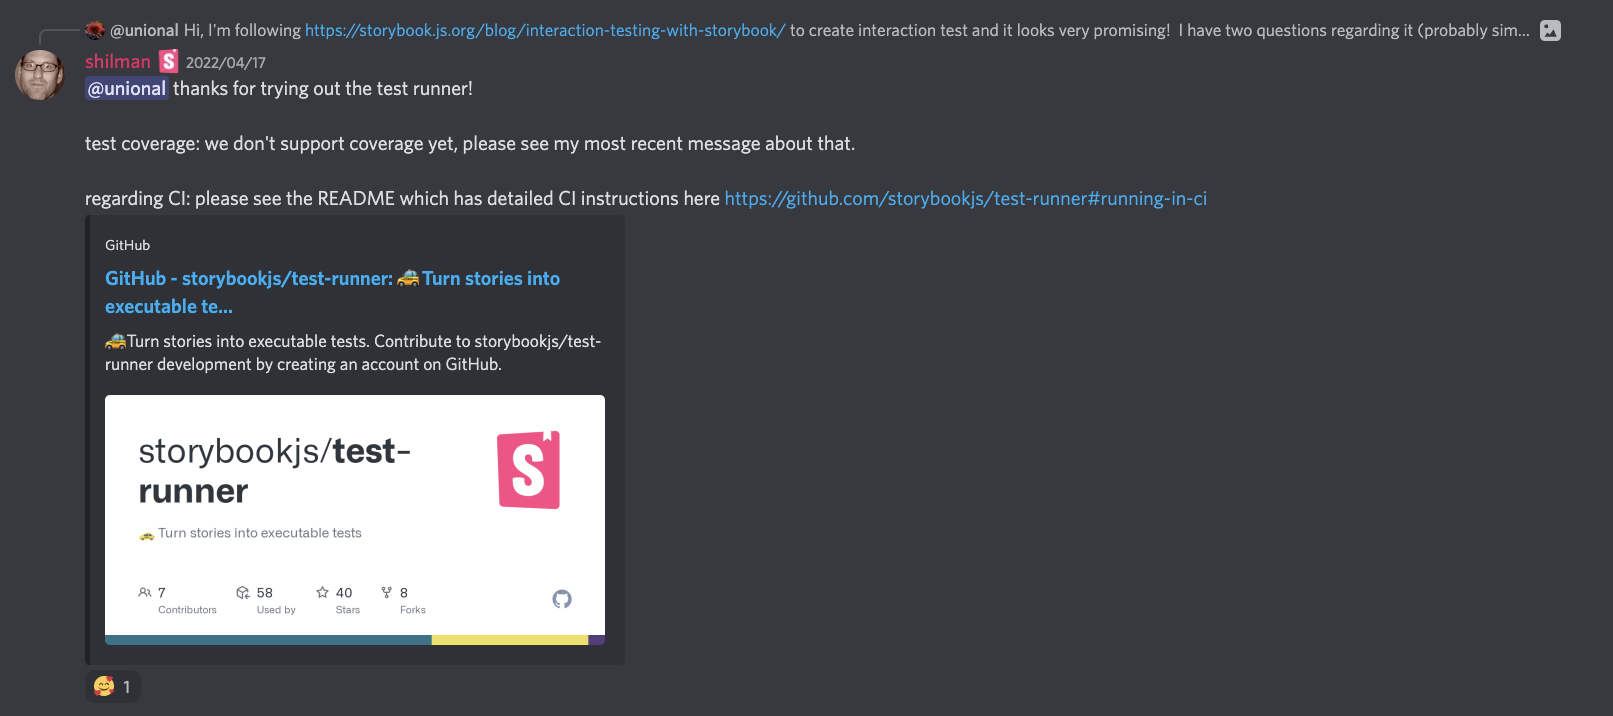 @unional Hi, I'm following https://storybook.js.org/blog/interaction-testing-with-storybook/ to create interaction test and it looks very promising! I have two questions regarding it (probably sim...
shilman S 2022/04/17
@unional thanks for trying out the test runner!
test coverage: we don't support coverage yet, please see my most recent message about that.
regarding CI: please see the README which has detailed CI instructions here https://github.com/storybookjs/test-runner#running-in-ci
GitHub
GitHub - storybookjs/test-runner: 🚕Turn stories into
executable te...
🚕Turn stories into executable tests. Contribute to storybookjs/test-
runner development by creating an account on GitHub.
storybookjs/test-
runner
S
🚕 Turn stories into executable tests
7 58 40 8
Contributors Used by Stars Forks
🥰 1